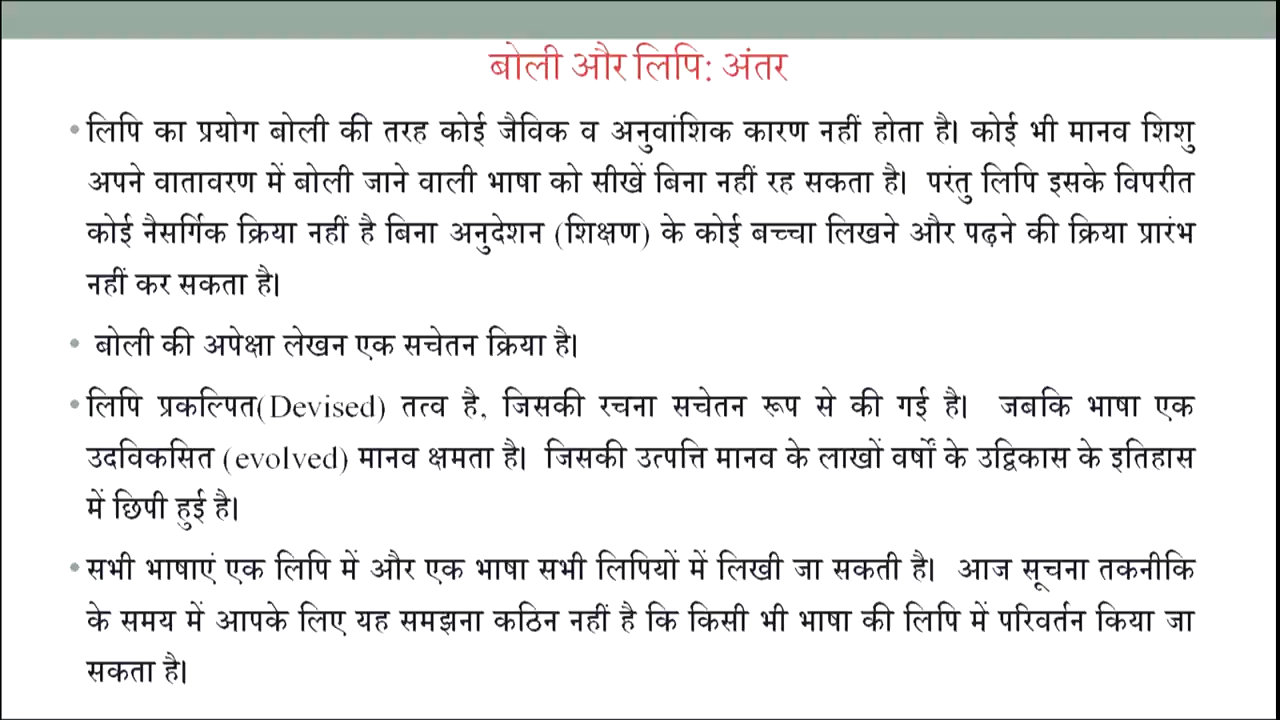 बोली और लिपि: अंतर
• लिपि का प्रयोग बोली की तरह कोई जैविक व अनुवांशिक कारण नहीं होता है। कोई भी मानव शिशु
अपने वातावरण में बोली जाने वाली भाषा को सीखें बिना नहीं रह सकता है। परंतु लिपि इसके विपरीत
कोई नैसर्गिक क्रिया नहीं है बिना अनुदेशन (शिक्षण) के कोई बच्चा लिखने और पढ़ने की क्रिया प्रारंभ
नहीं कर सकता है।
• बोली की अपेक्षा लेखन एक सचेतन क्रिया है।
• लिपि प्रकल्पित(Devised) तत्व है, जिसकी रचना सचेतन रूप से की गई है। जबकि भाषा एक
उदविकसित (evolved) मानव क्षमता है। जिसकी उत्पत्ति मानव के लाखों वर्षों के उद्विकास के इतिहास
में छिपी हुई है।
• सभी भाषाएं एक लिपि में और एक भाषा सभी लिपियों में लिखी जा सकती है। आज सूचना तकनीकि
के समय में आपके लिए यह समझना कठिन नहीं है कि किसी भी भाषा की लिपि में परिवर्तन किया जा
सकता है।